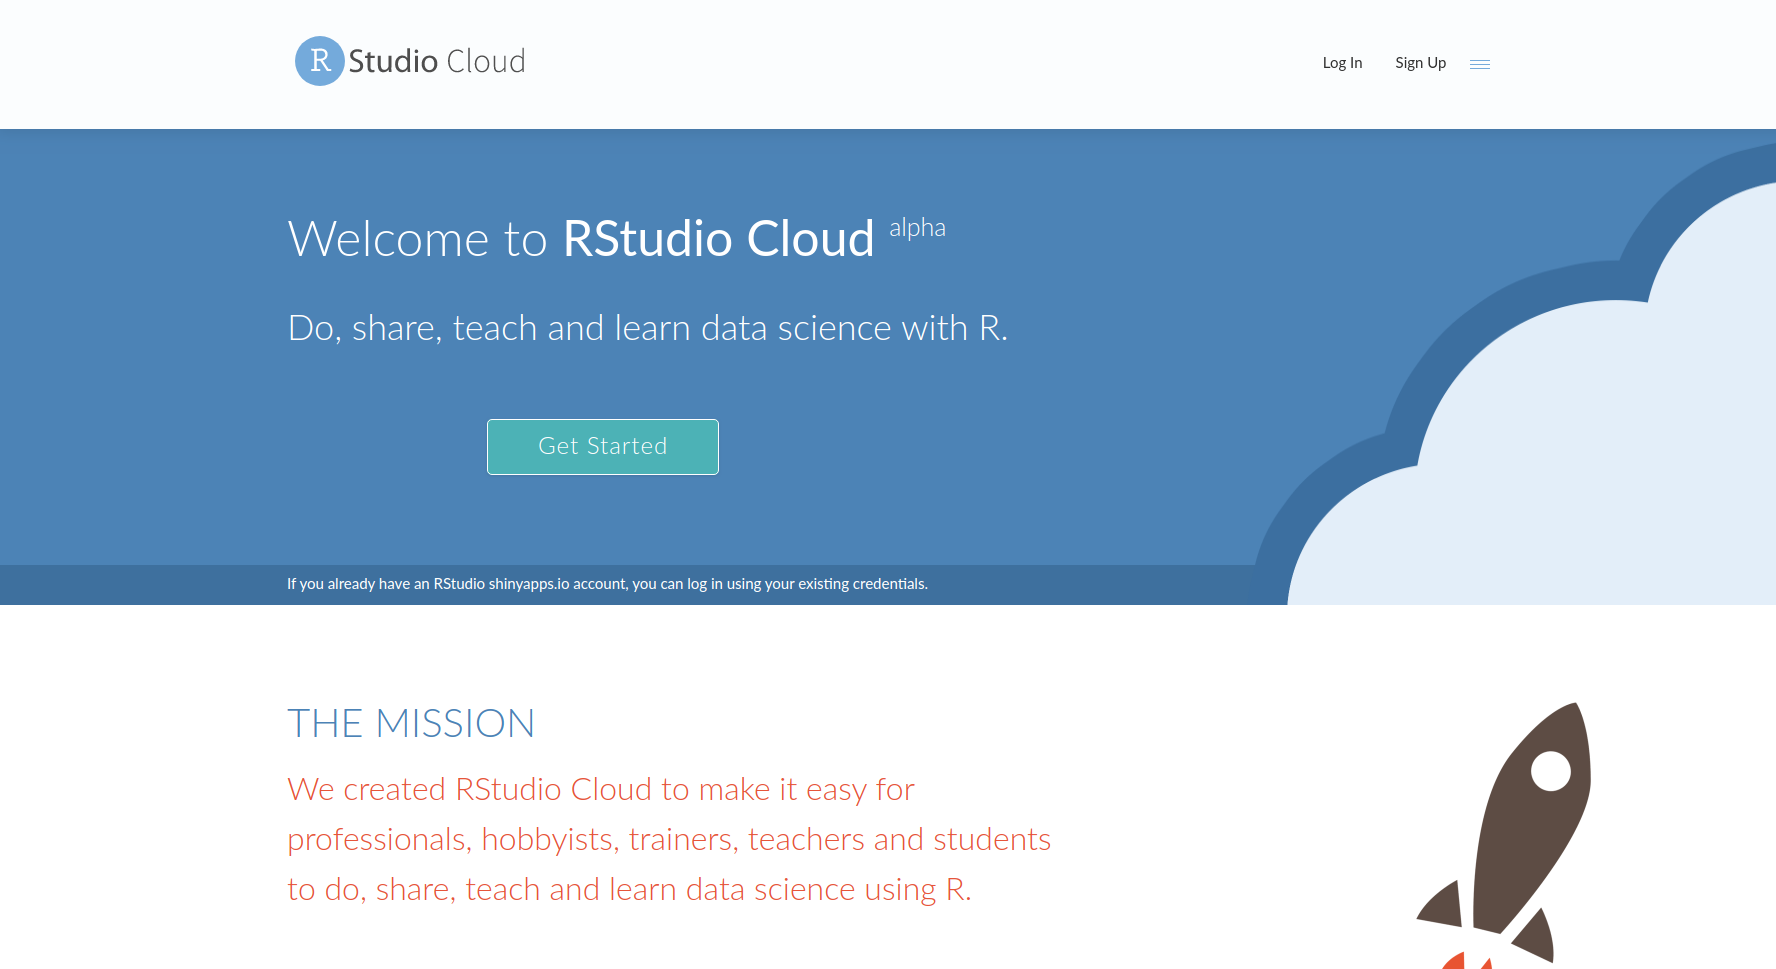 RStudio Cloud
Log In
Sign Up
Welcome to RStudio Cloud alpha
Do, share, teach and learn data science with R.
Get Started
If you already have an RStudio shinyapps.io account, you can log in using your existing credentials.
THE MISSION
We created RStudio Cloud to make it easy for
professionals, hobbyists, trainers, teachers and students
to do, share, teach and learn data science using R.